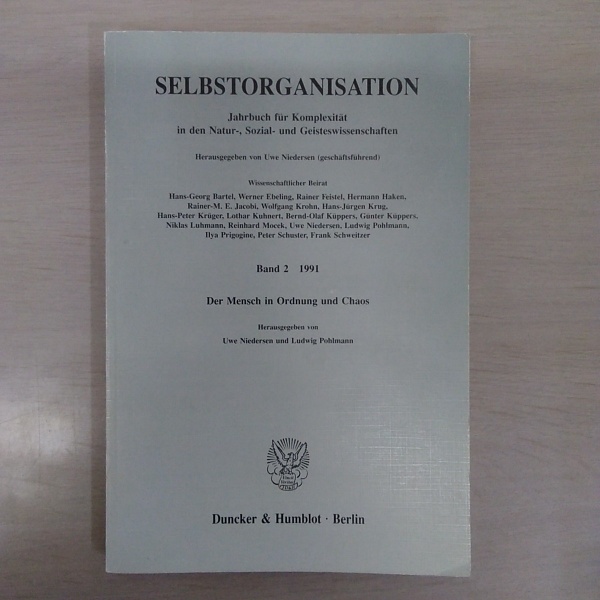 SELBSTORGANISATION
Jahrbuch für Komplexität
in den Natur-, Sozial- und Geisteswissenschaften
Herausgegeben von Uwe Niedersen (geschäftsführend)
Wissenschaftlicher Beirat
Hans-Georg Bartel, Werner Ebeling, Rainer Feistel, Hermann Haken,
Rainer-M. E. Jacobi, Wolfgang Krohn, Hans-Jürgen Krug,
Hans-Peter Krüger, Lothar Kuhnert, Bernd-Olaf Küppers, Günter Küppers,
Niklas Luhmann, Reinhard Mocek, Uwe Niedersen, Ludwig Pohlmann,
Ilya Prigogine, Peter Schuster, Frank Schweitzer
Band 2 1991
Der Mensch in Ordnung und Chaos
Herausgegeben von
Uwe Niedersen und Ludwig Pohlmann
Duncker & Humblot · Berlin